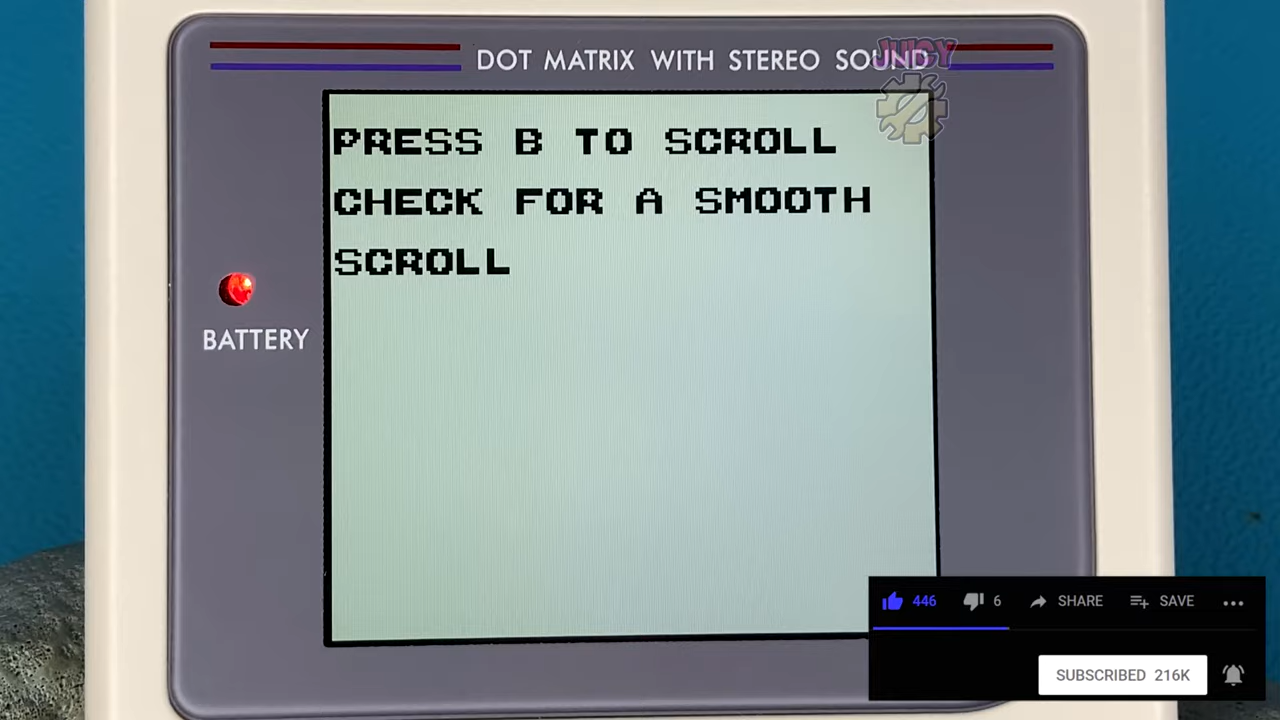 DOT MATRIX WITH STEREO SOUND
JUICY
PRESS B TO SCROLL
CHECK FOR A SMOOTH
SCROLL
BATTERY
446 6 SHARE SAVE
SUBSCRIBED 216K